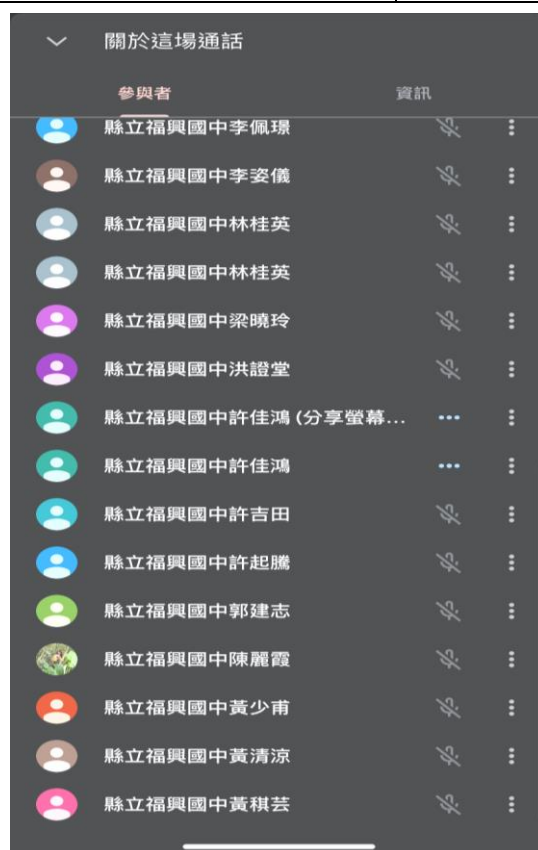 關於這場通話
參與者
資訊
縣立福興國中李佩璟
縣立福興國中李姿儀
縣立福興國中林桂英
縣立福興國中林桂英
縣立福興國中梁曉玲
縣立福興國中洪證堂
縣立福興國中許佳鴻 (分享螢幕...
縣立福興國中許佳鴻
縣立福興國中許吉田
縣立福興國中許起騰
縣立福興國中郭建志
縣立福興國中陳麗霞
縣立福興國中黃少甫
縣立福興國中黃清涼
縣立福興國中黃稘芸